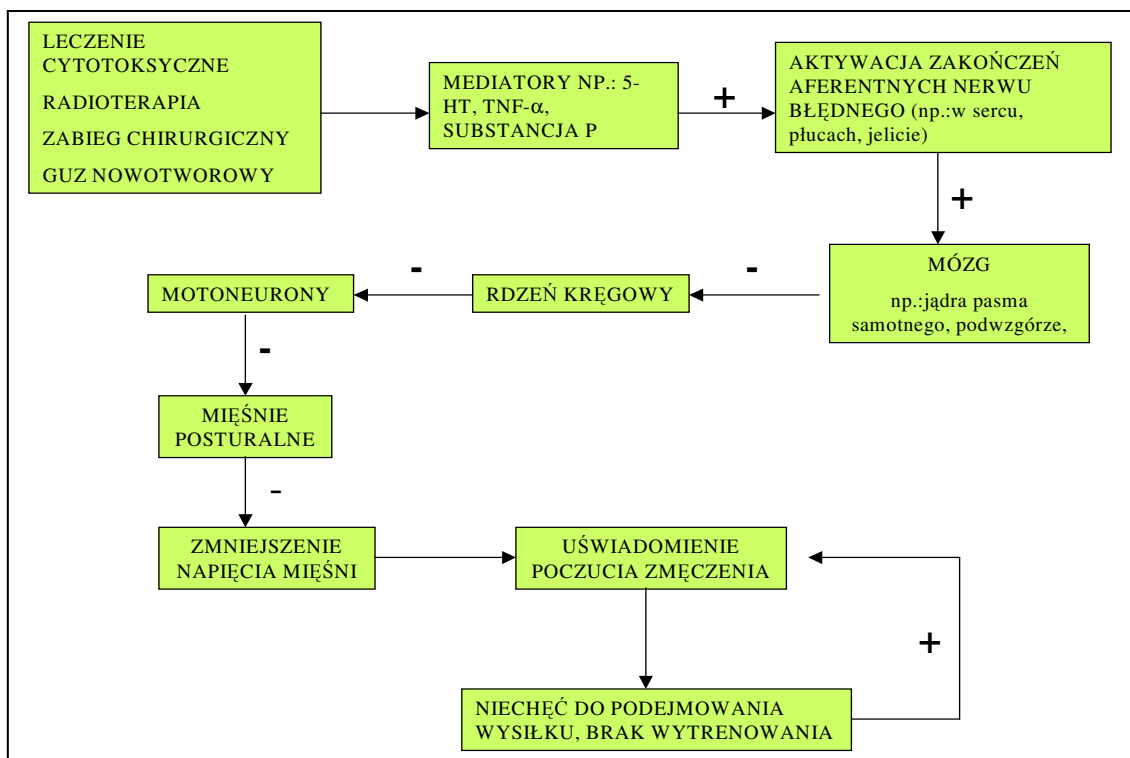 LECZENIE
CYTOTOKSYCZNE
RADIOTERAPIA
ZABIEG CHIRURGICZNY
GUZ NOWOTWOROWY
MEDIATORY NP.: 5-
HT, TNF-α,
SUBSTANCJA P
+
AKTYWACJA ZAKOŃCZEŃ
AFERENTNYCH NERWU
BŁĘDNEGO (np.:w sercu,
płucach, jelicie)
+
MÓZG
np.:jądra pasma
samotnego, podwzgórze,
-
RDZEŃ KRĘGOWY
-
MOTONEURONY
-
MIĘŚNIE
POSTURALNE
-
ZMNIEJSZENIE
NAPIĘCIA MIĘŚNI
UŚWIADOMIENIE
POCZUCIA ZMĘCZENIA
+
NIECHĘĆ DO PODEJMOWANIA
WYSIŁKU, BRAK WYTRENOWANIA